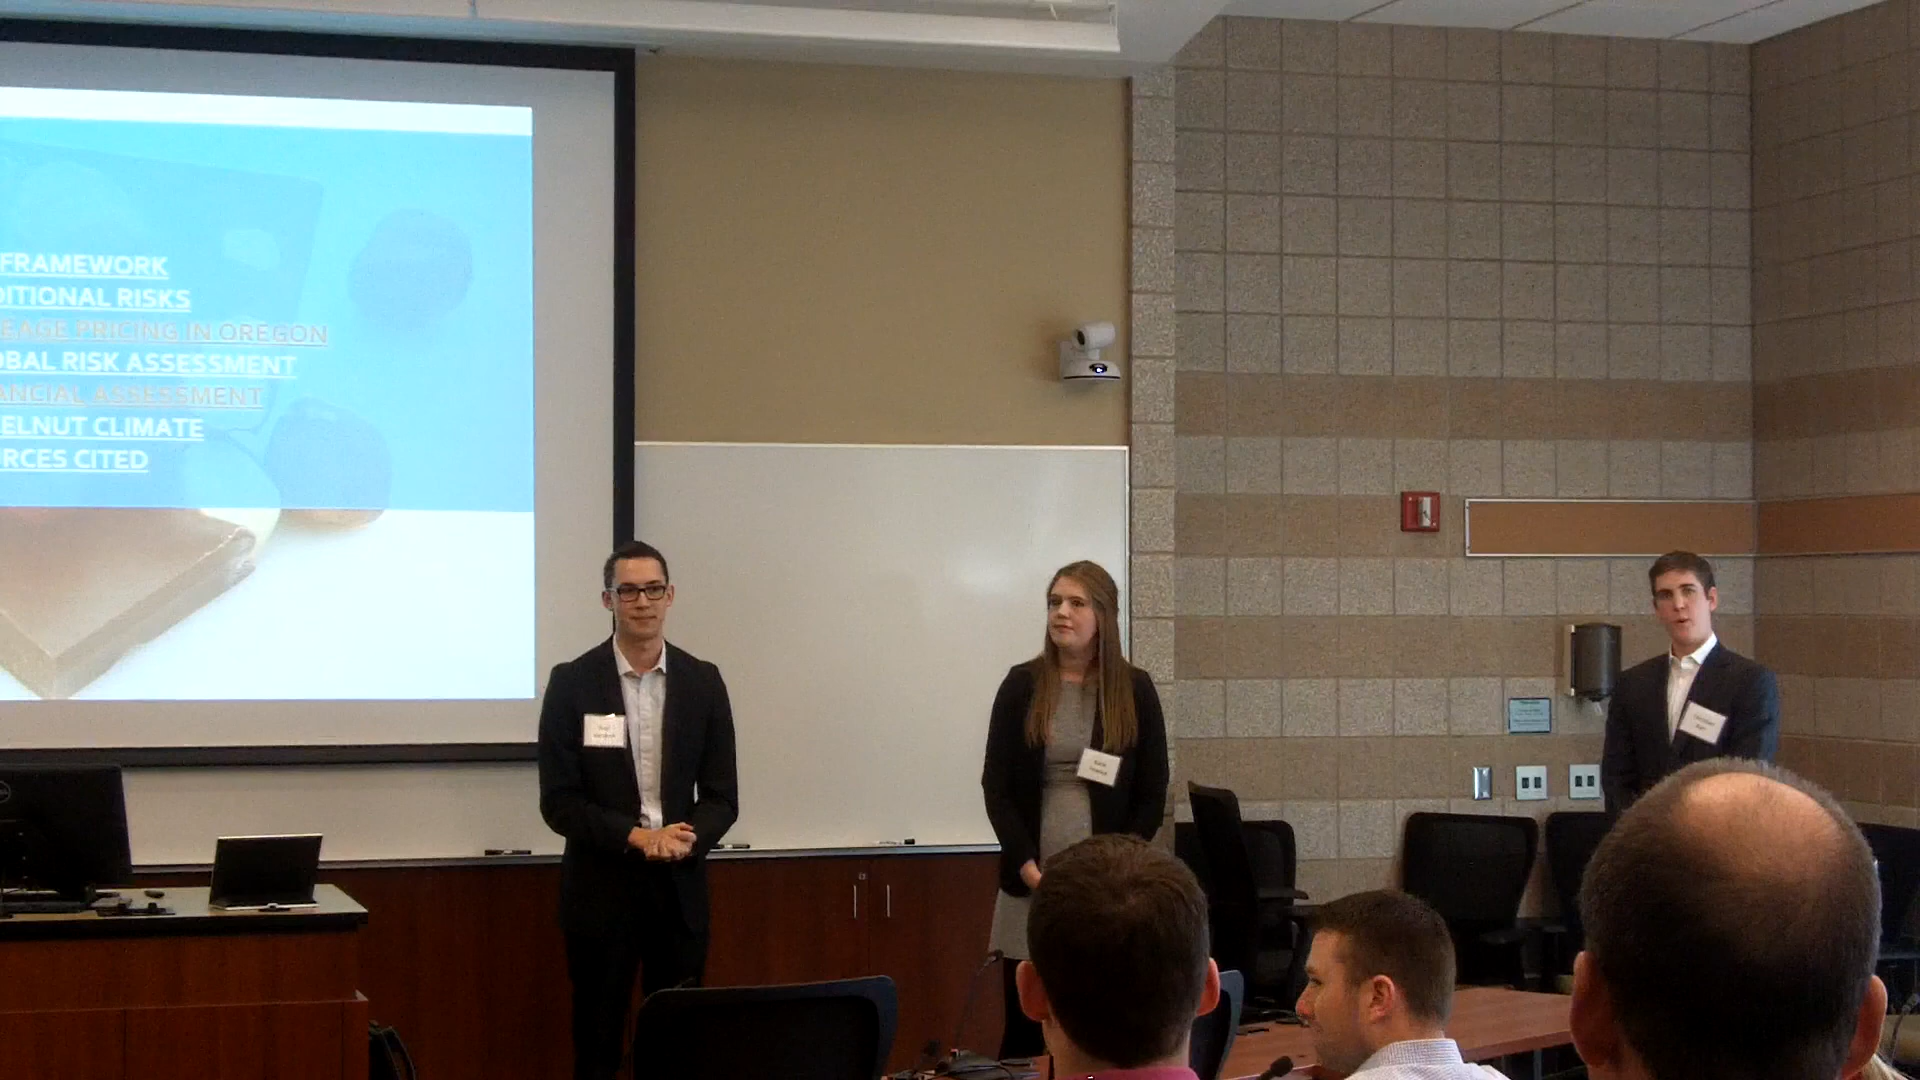 FRAMEWORK
DITIONAL RISKS
EAGE PRICING IN OREGON
OBAL RISK ASSESSMENT
ANCIAL ASSESSMENT
ELNUT CLIMATE
RCES CITED